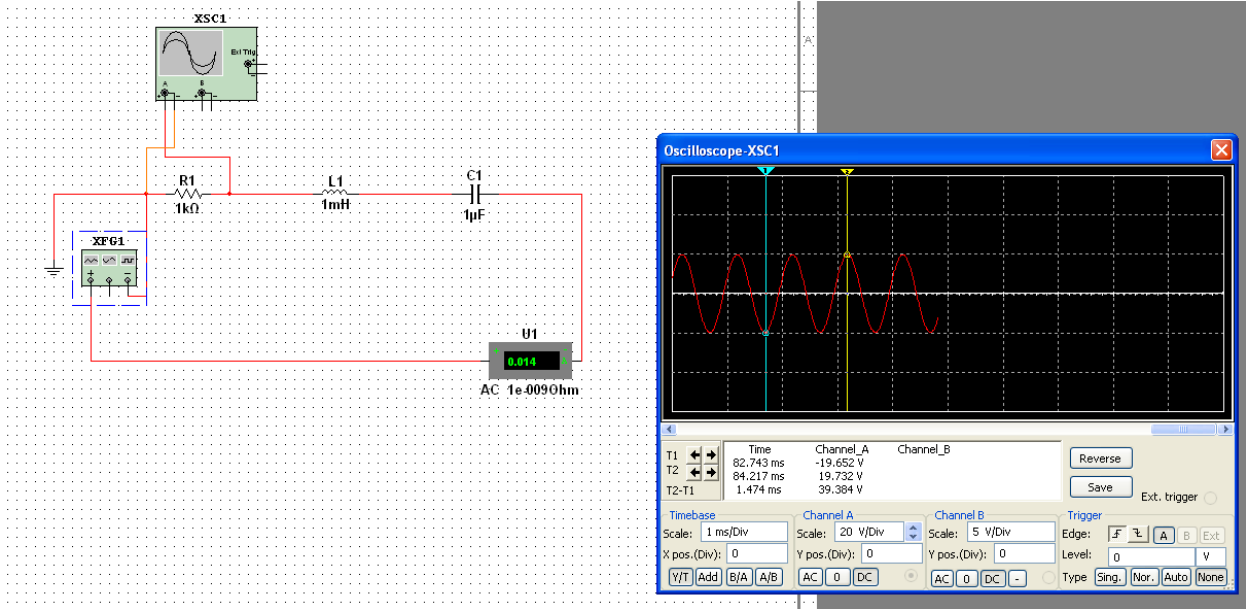 XSC1
Ext Trig
+
-
A
B
+ - + -
A
R1
1kΩ
L1
1mH
C1
1µF
XFG1
+ -
U1
+ -
0.014
A
AC 1e-009Ohm
Oscilloscope-XSC1
1 2
Time Channel_A Channel_B
T1 82.743 ms -19.652 V
T2 84.217 ms 19.732 V
T2-T1 1.474 ms 39.384 V
Reverse
Save
Ext. trigger
Timebase Channel A Channel B Trigger
Scale: 1 ms/Div Scale: 20 V/Div Scale: 5 V/Div Edge: A B Ext
X pos.(Div): 0 Y pos.(Div): 0 Y pos.(Div): 0 Level: 0 V
Y/T Add B/A A/B AC 0 DC AC 0 DC - Type Sing. Nor. Auto None